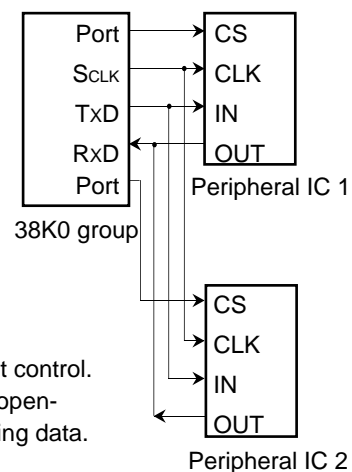 Port
SCLK
TxD
RxD
Port
38K0 group
CS
CLK
IN
OUT
Peripheral IC 1
CS
CLK
IN
OUT
Peripheral IC 2
t control.
open-
ing data.